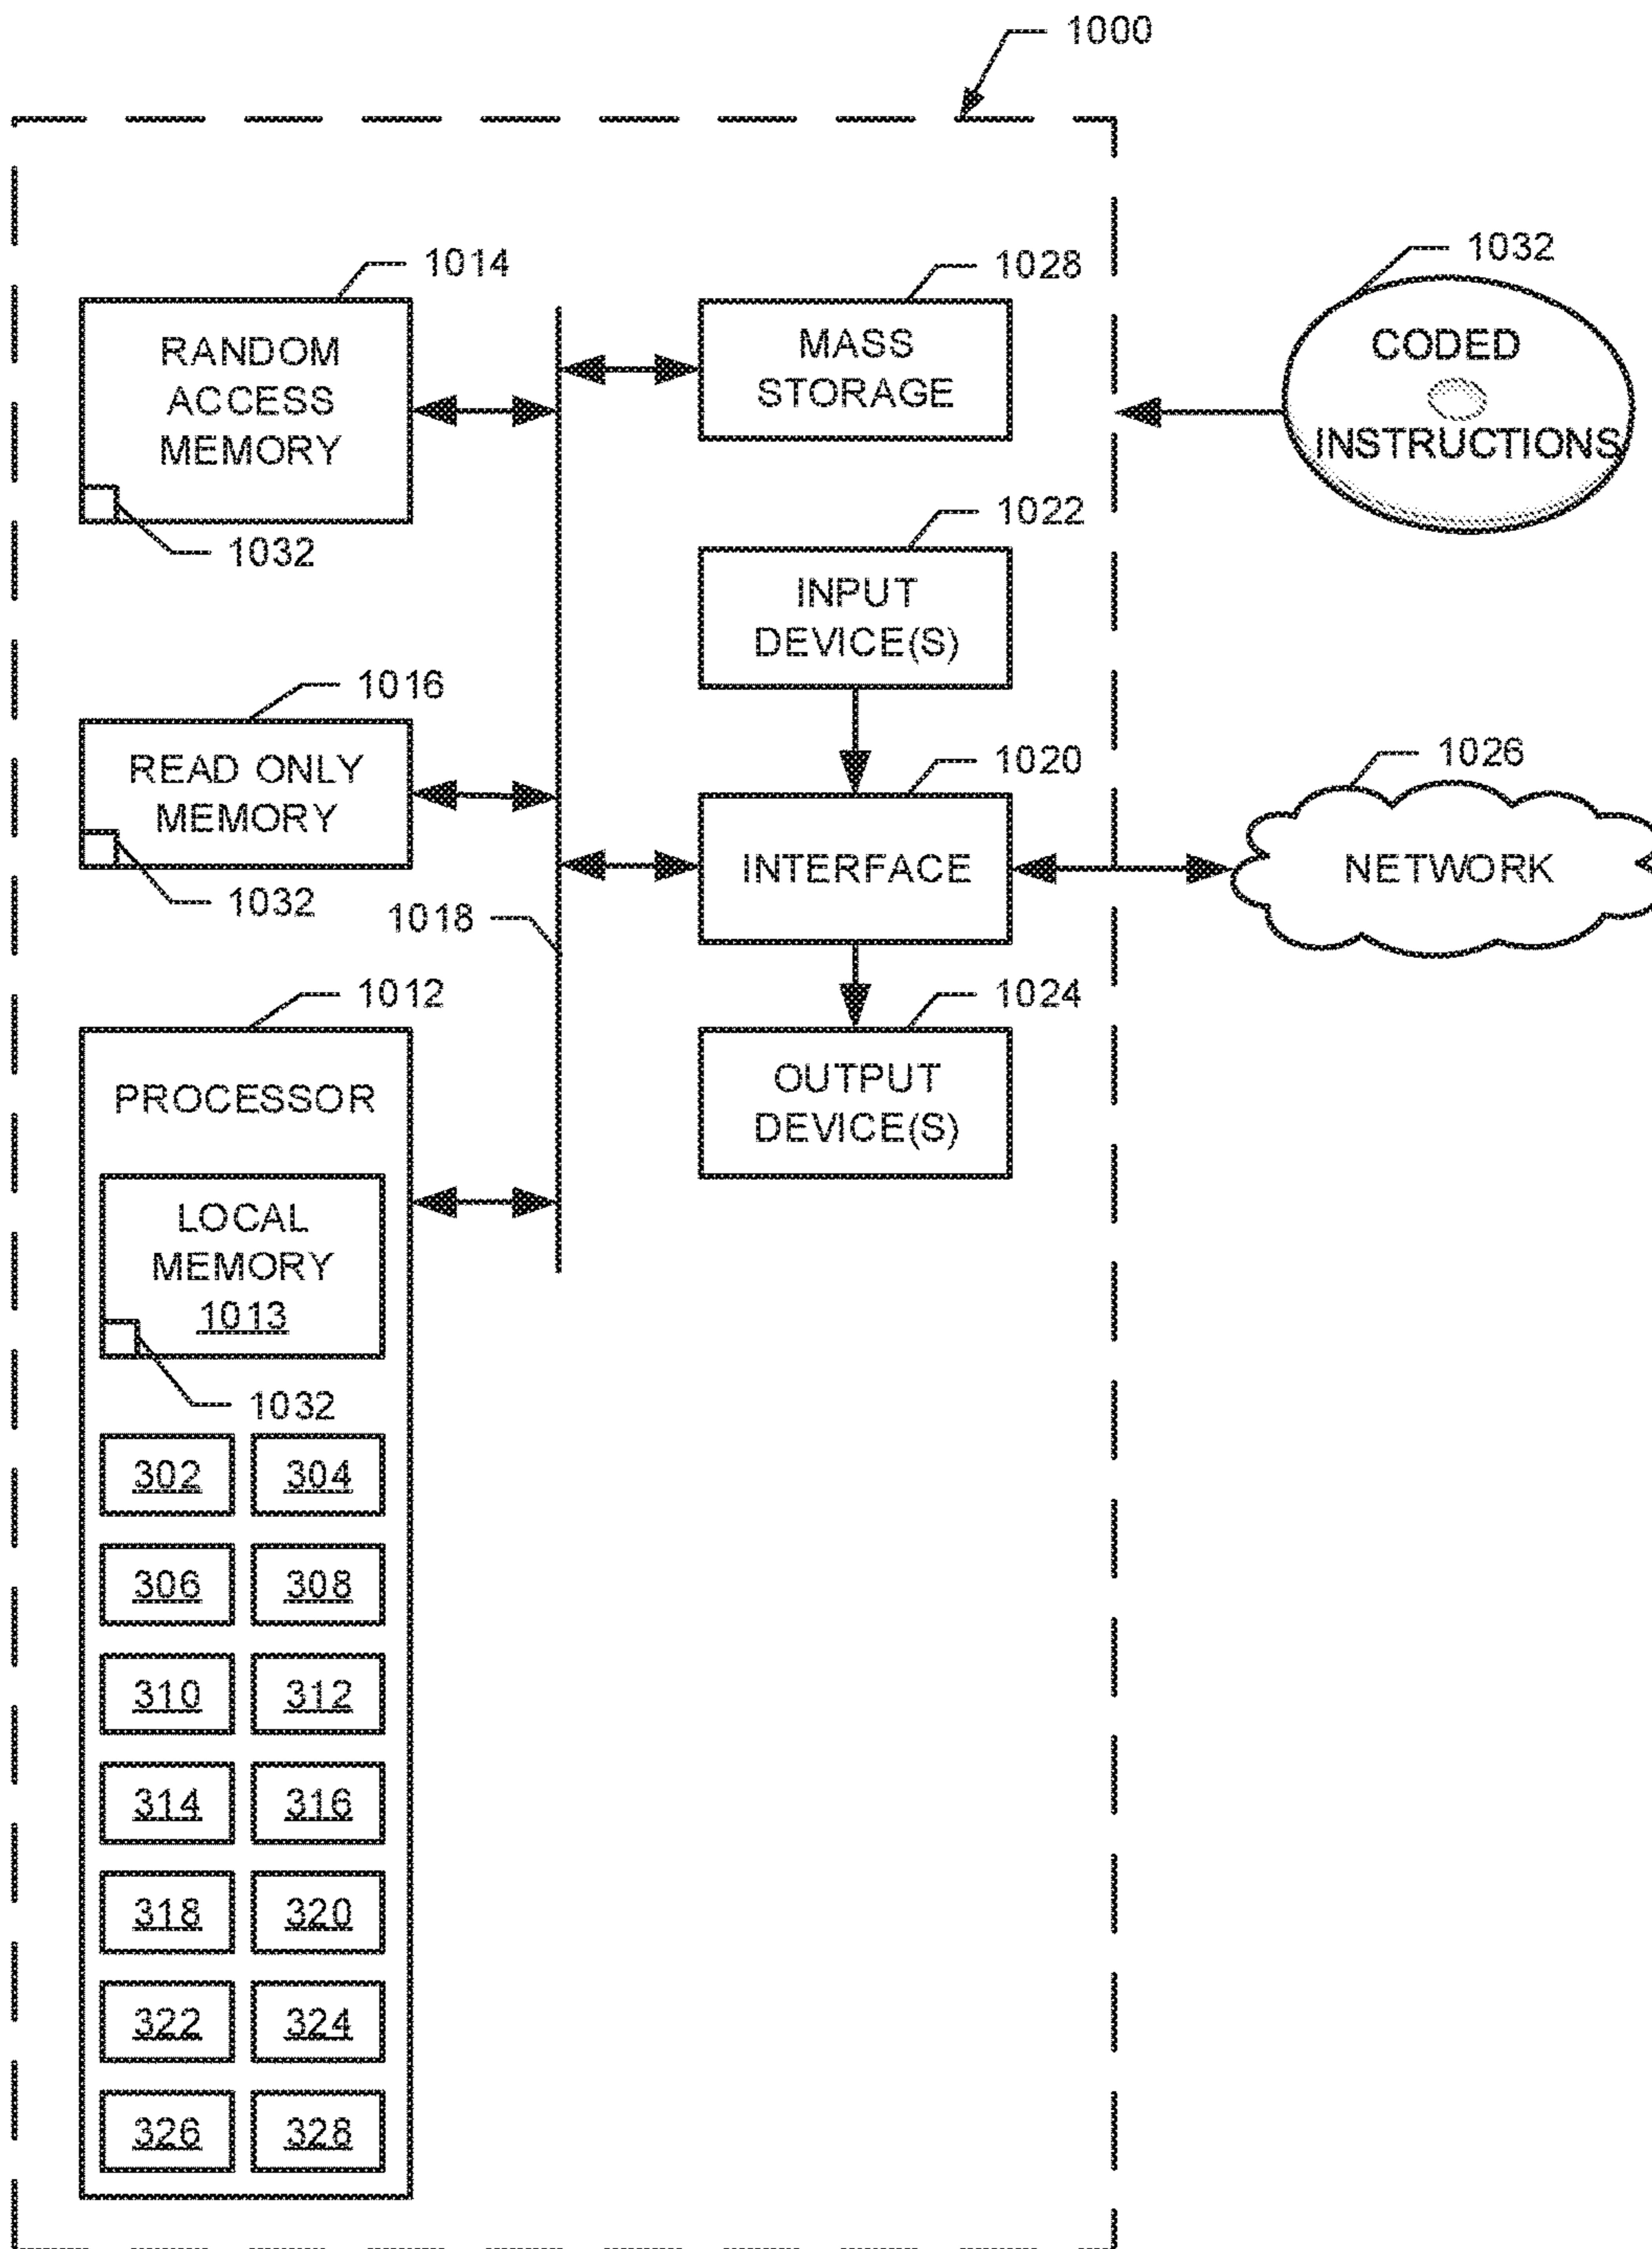 1000
1014
RANDOM
ACCESS
MEMORY
1032
1028
MASS
STORAGE
1032
CODED
INSTRUCTIONS
1022
INPUT
DEVICE(S)
1016
READ ONLY
MEMORY
1032
1018
1020
INTERFACE
1026
NETWORK
1012
PROCESSOR
LOCAL
MEMORY
1013
1032
1024
OUTPUT
DEVICE(S)
302 304
306 308
310 312
314 316
318 320
322 324
326 328